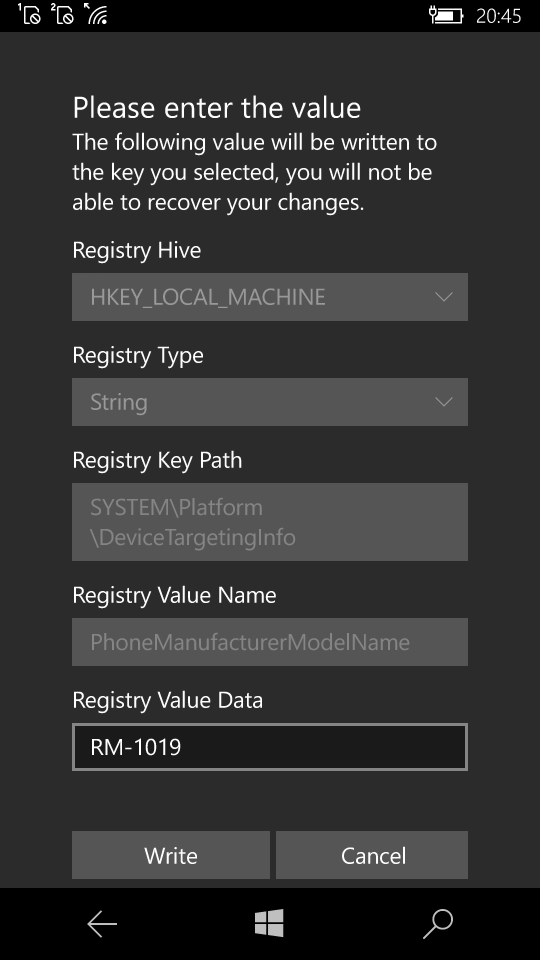 1 2 20:45
Please enter the value
The following value will be written to
the key you selected, you will not be
able to recover your changes.
Registry Hive
HKEY_LOCAL_MACHINE
Registry Type
String
Registry Key Path
SYSTEM\Platform
\DeviceTargetingInfo
Registry Value Name
PhoneManufacturerModelName
Registry Value Data
RM-1019
Write Cancel